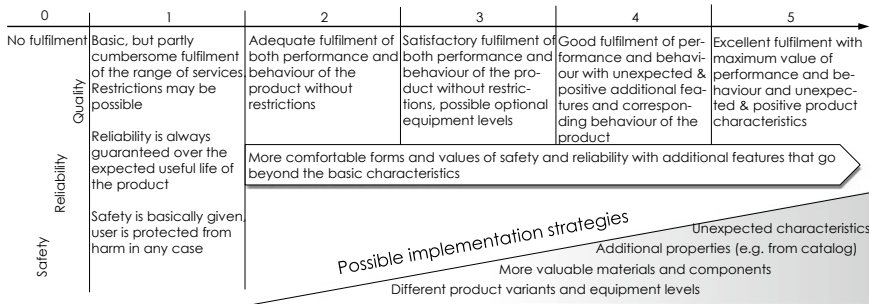 0 1 2 3 4 5
No fulfilment
Basic, but partly
cumbersome fulfilment
of the range of services.
Restrictions may be
possible
Adequate fulfilment of
both performance and
behaviour of the
product without
restrictions
Satisfactory fulfilment of
both performance and
behaviour of the pro-
duct without restric-
tions, possible optional
equipment levels
Good fulfilment of per-
formance and behavi-
our with unexpected &
positive additional fea-
tures and correspon-
ding behaviour of the
product
Excellent fulfilment with
maximum value of
performance and be-
haviour and unexpec-
ted & positive product
characteristics
Quality
Reliability
Reliability is always
guaranteed over the
expected useful life of
the product
More comfortable forms and values of safety and reliability with additional features that go
beyond the basic characteristics
Safety
Safety is basically given,
user is protected from
harm in any case
Possible implementation strategies
Unexpected characteristics
Additional properties (e.g. from catalog)
More valuable materials and components
Different product variants and equipment levels